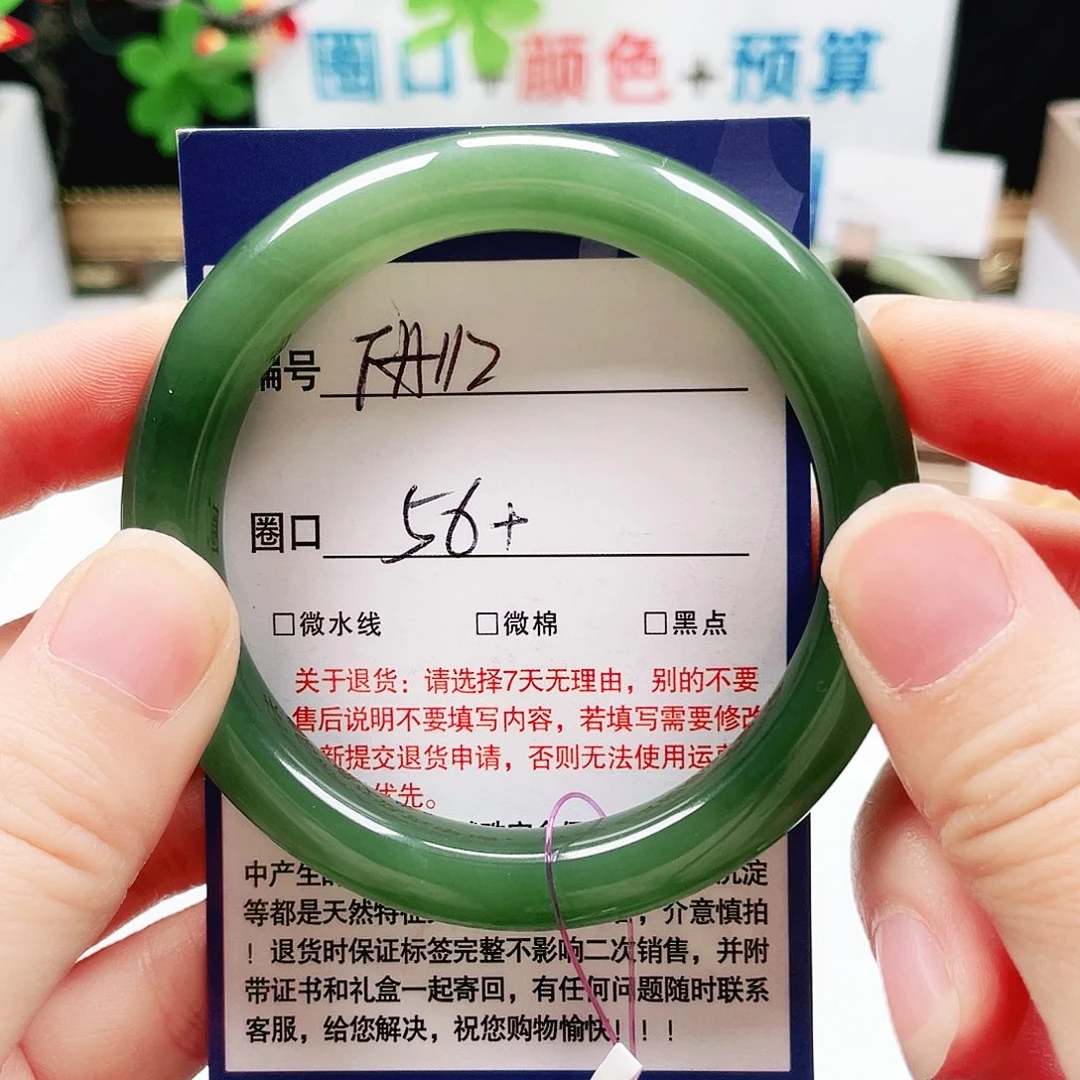 圈口+颜色+预算
编号 FA112
圈口 56+
□微水线 □微棉 □黑点
关于退货：请选择7天无理由，别的不要
售后说明不要填写内容，若填写需要修改
新提交退货申请，否则无法使用运
优先。
中产生
等都是天然特征 ，介意慎拍
！退货时保证标签完整不影响二次销售，并附
带证书和礼盒一起寄回，有任何问题随时联系
客服，给您解决，祝您购物愉快！！！